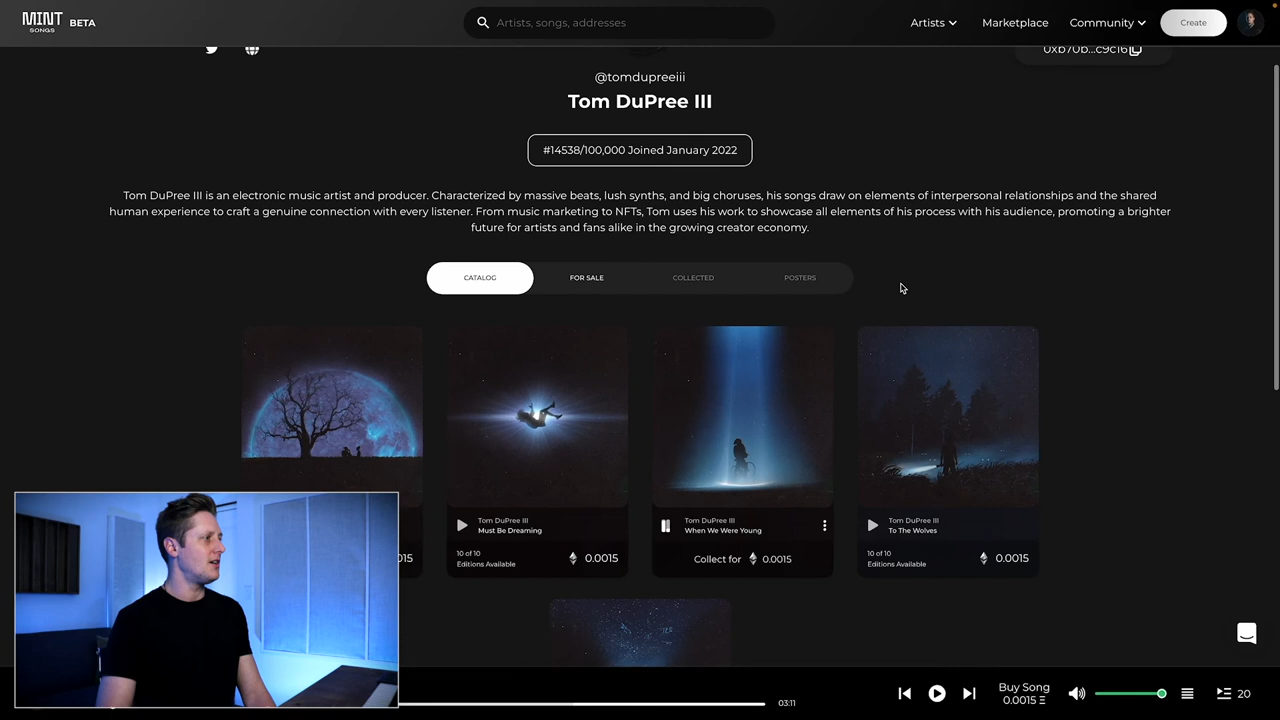 MINT
SONGS
BETA
Artists, songs, addresses
Artists
Marketplace
Community
Create
0xb70b...c9c16
@tomdupreeiii
Tom DuPree III
#14538/100,000 Joined January 2022
Tom DuPree III is an electronic music artist and producer. Characterized by massive beats, lush synths, and big choruses, his songs draw on elements of interpersonal relationships and the shared
human experience to craft a genuine connection with every listener. From music marketing to NFTs, Tom uses his work to showcase all elements of his process with his audience, promoting a brighter
future for artists and fans alike in the growing creator economy.
CATALOG
FOR SALE
COLLECTED
POSTERS
Tom DuPree III
Must Be Dreaming
Tom DuPree III
When We Were Young
Tom DuPree III
To The Wolves
015
10 of 10
Editions Available
0.0015
Collect for 0.0015
10 of 10
Editions Available
0.0015
03:11
Buy Song
0.0015 Ξ
20